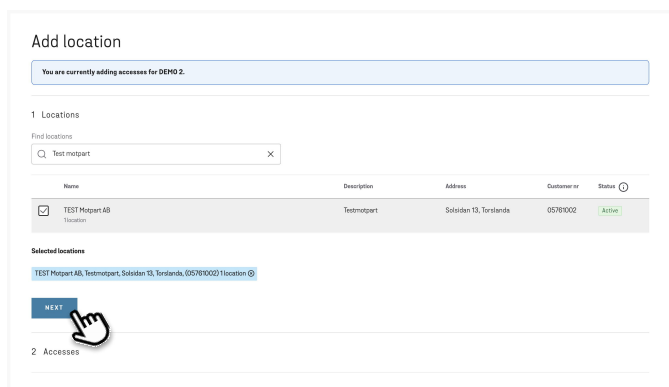 Add location
You are currently adding accesses for DEMO 2.
1 Locations
Find locations
Test motpart
Name Description Address Customer nr Status
TEST Motpart AB Testmotpart Solsidan 13, Torslanda 05761002 Active
1 location
Selected locations
TEST Motpart AB, Testmotpart, Solsidan 13, Torslanda, (05761002) 1 location
NEXT
2 Accesses